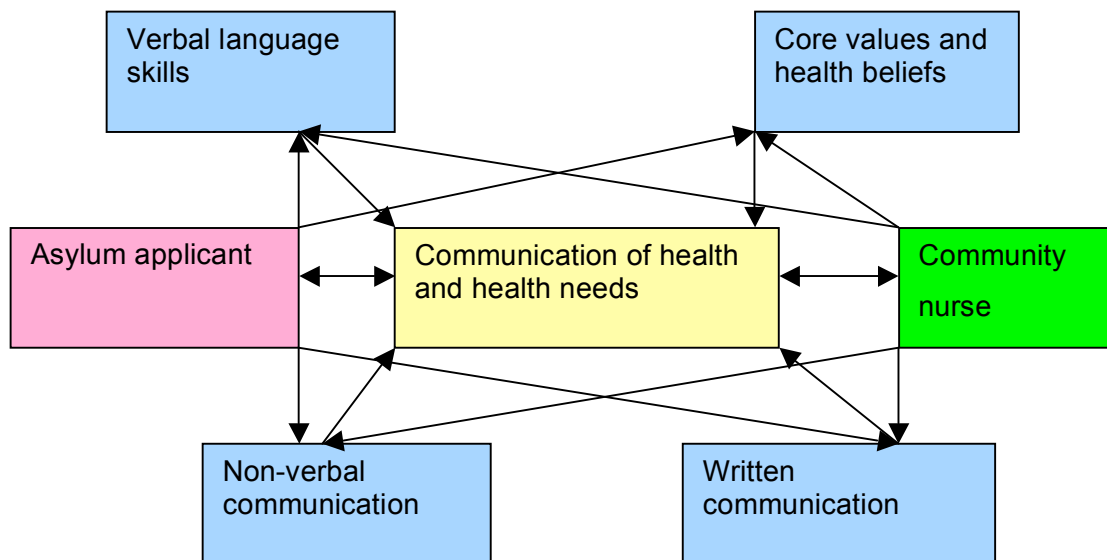 Verbal language
skills
Core values and
health beliefs
Asylum applicant
Communication of health
and health needs
Community
nurse
Non-verbal
communication
Written
communication